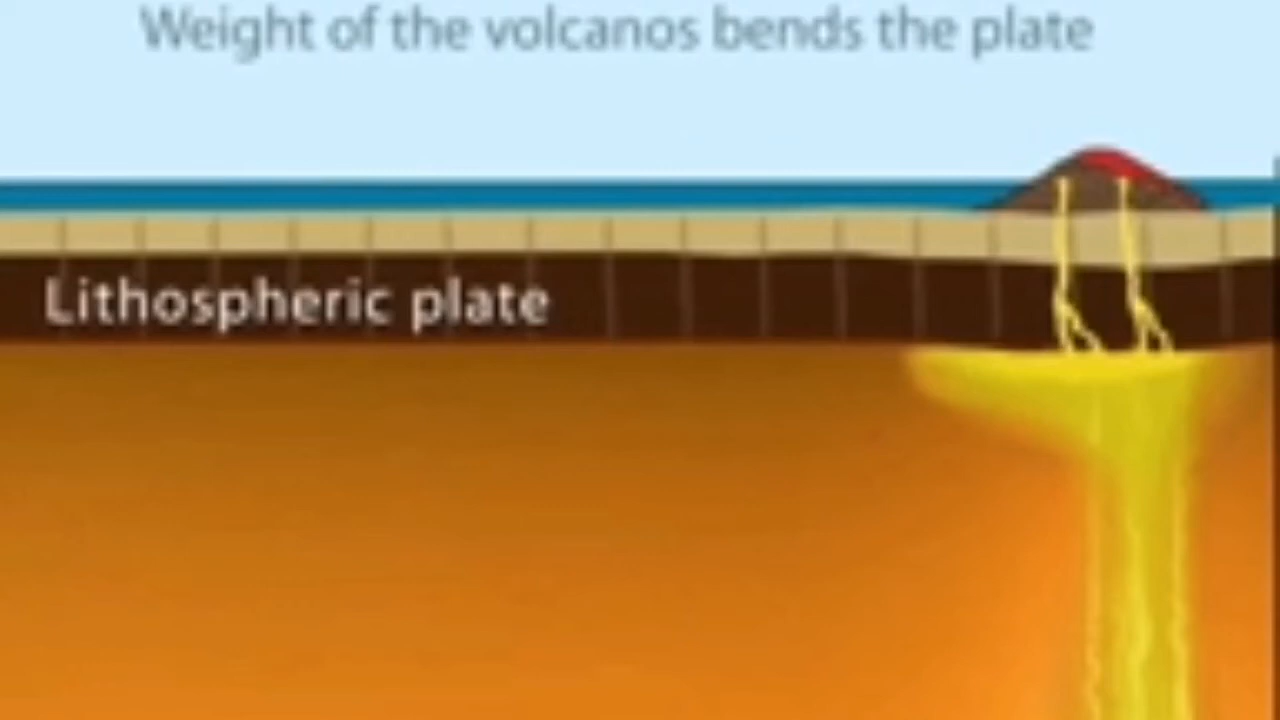 Weight of the volcanos bends the plate
Lithospheric plate